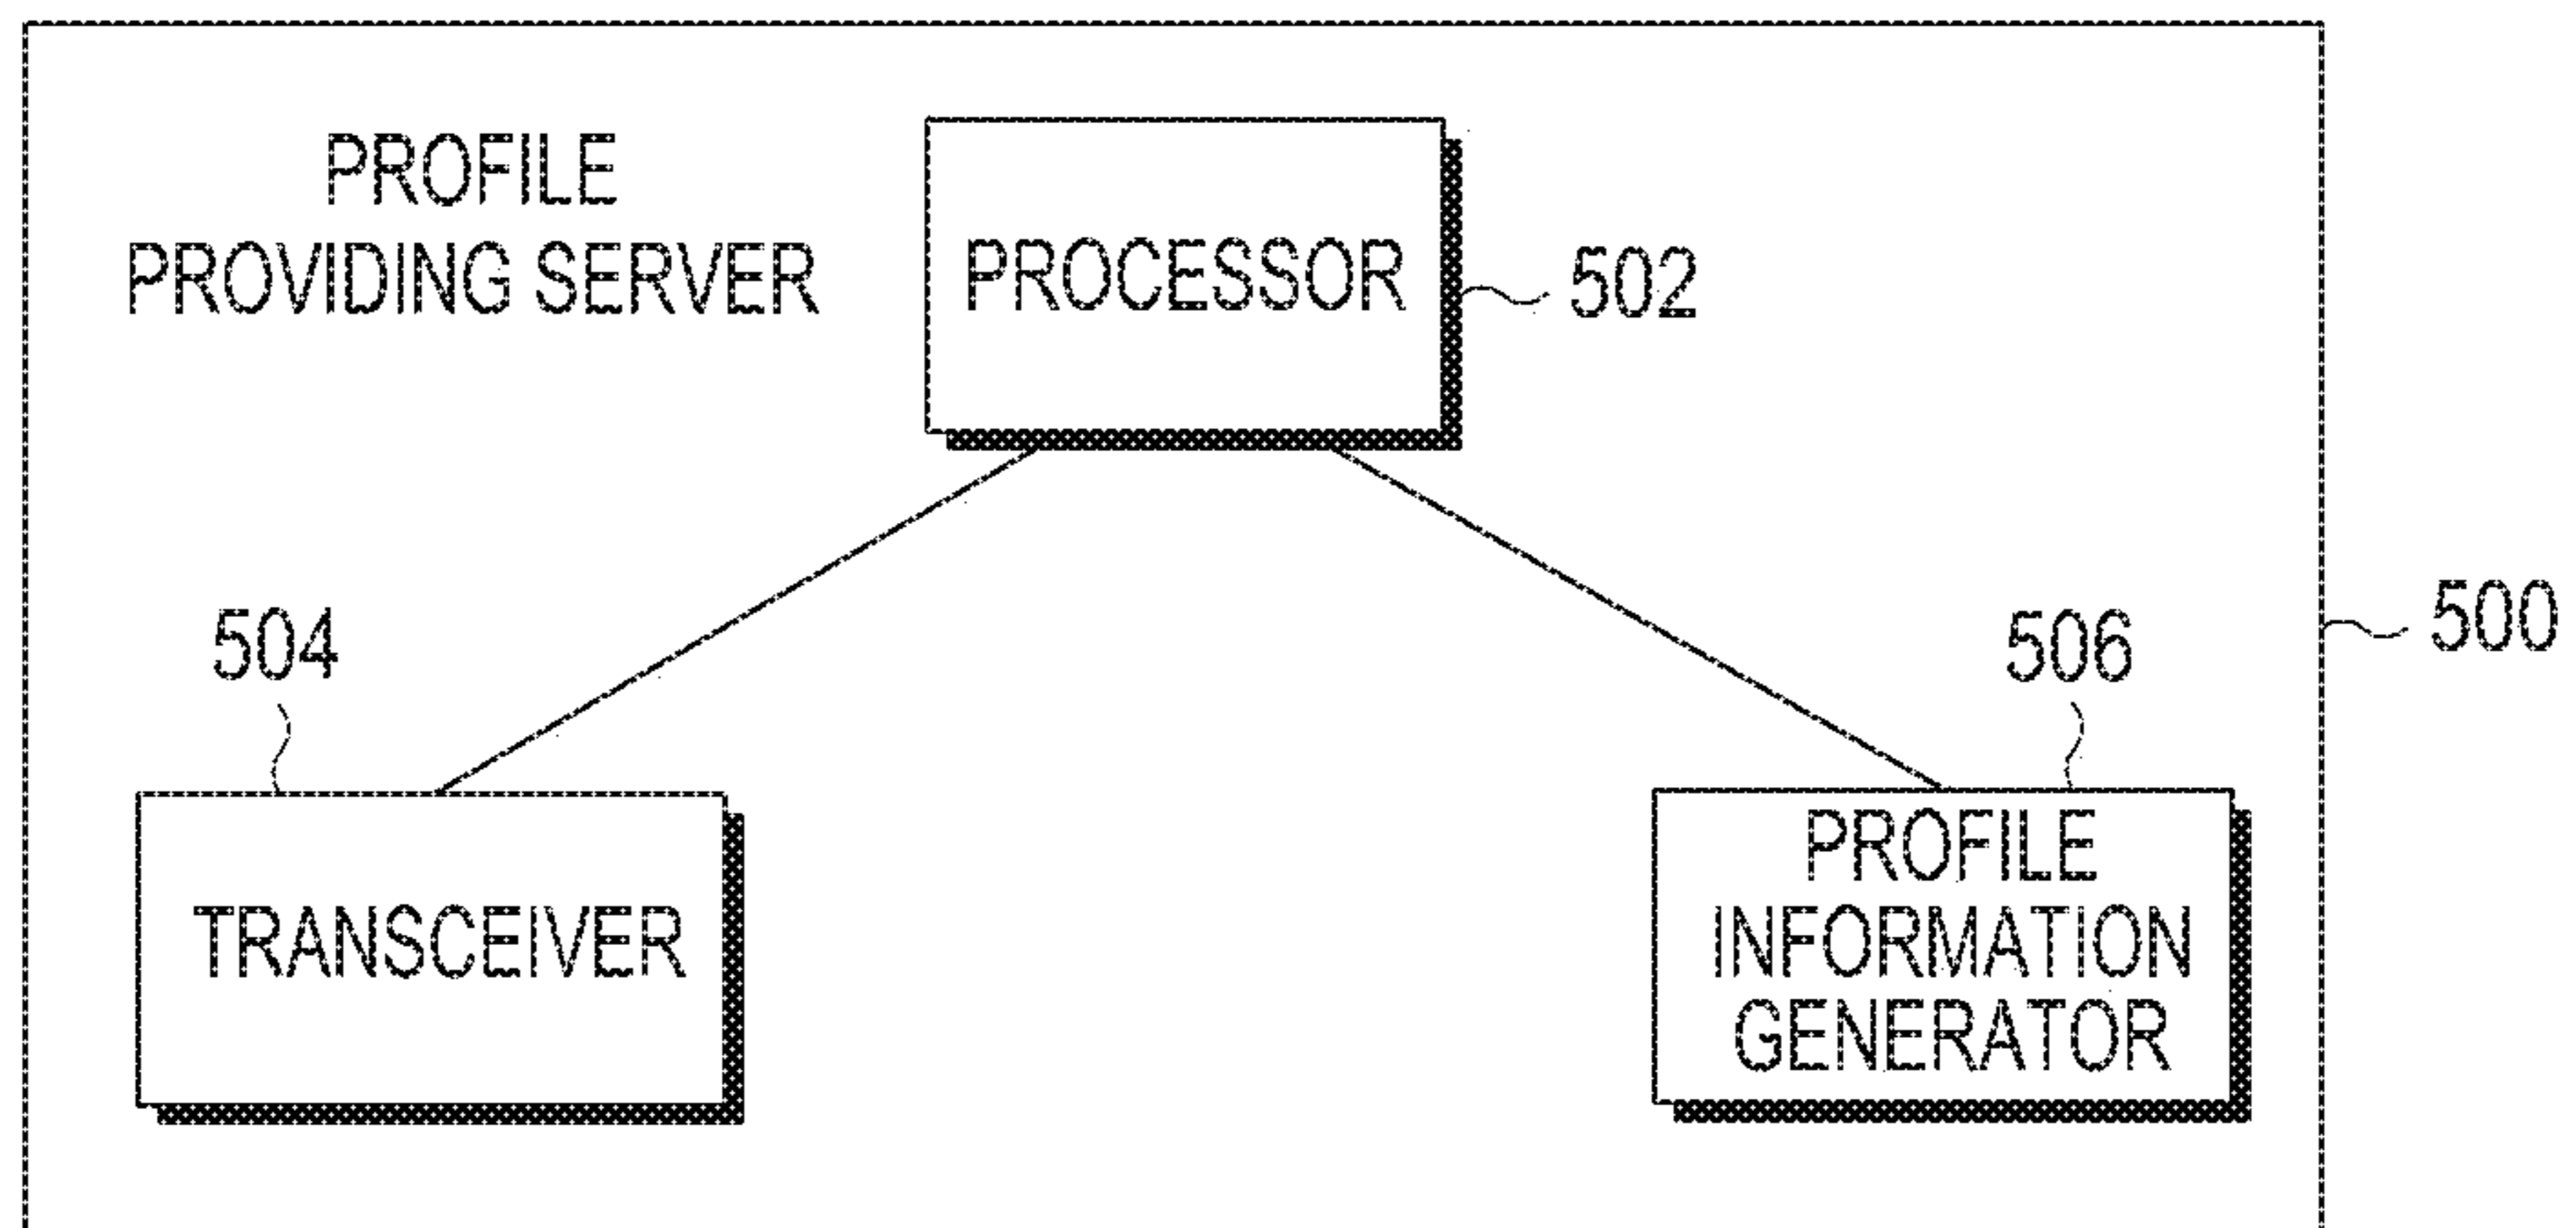 PROFILE
PROVIDING SERVER
PROCESSOR
502
500
504
506
TRANSCEIVER
PROFILE
INFORMATION
GENERATOR